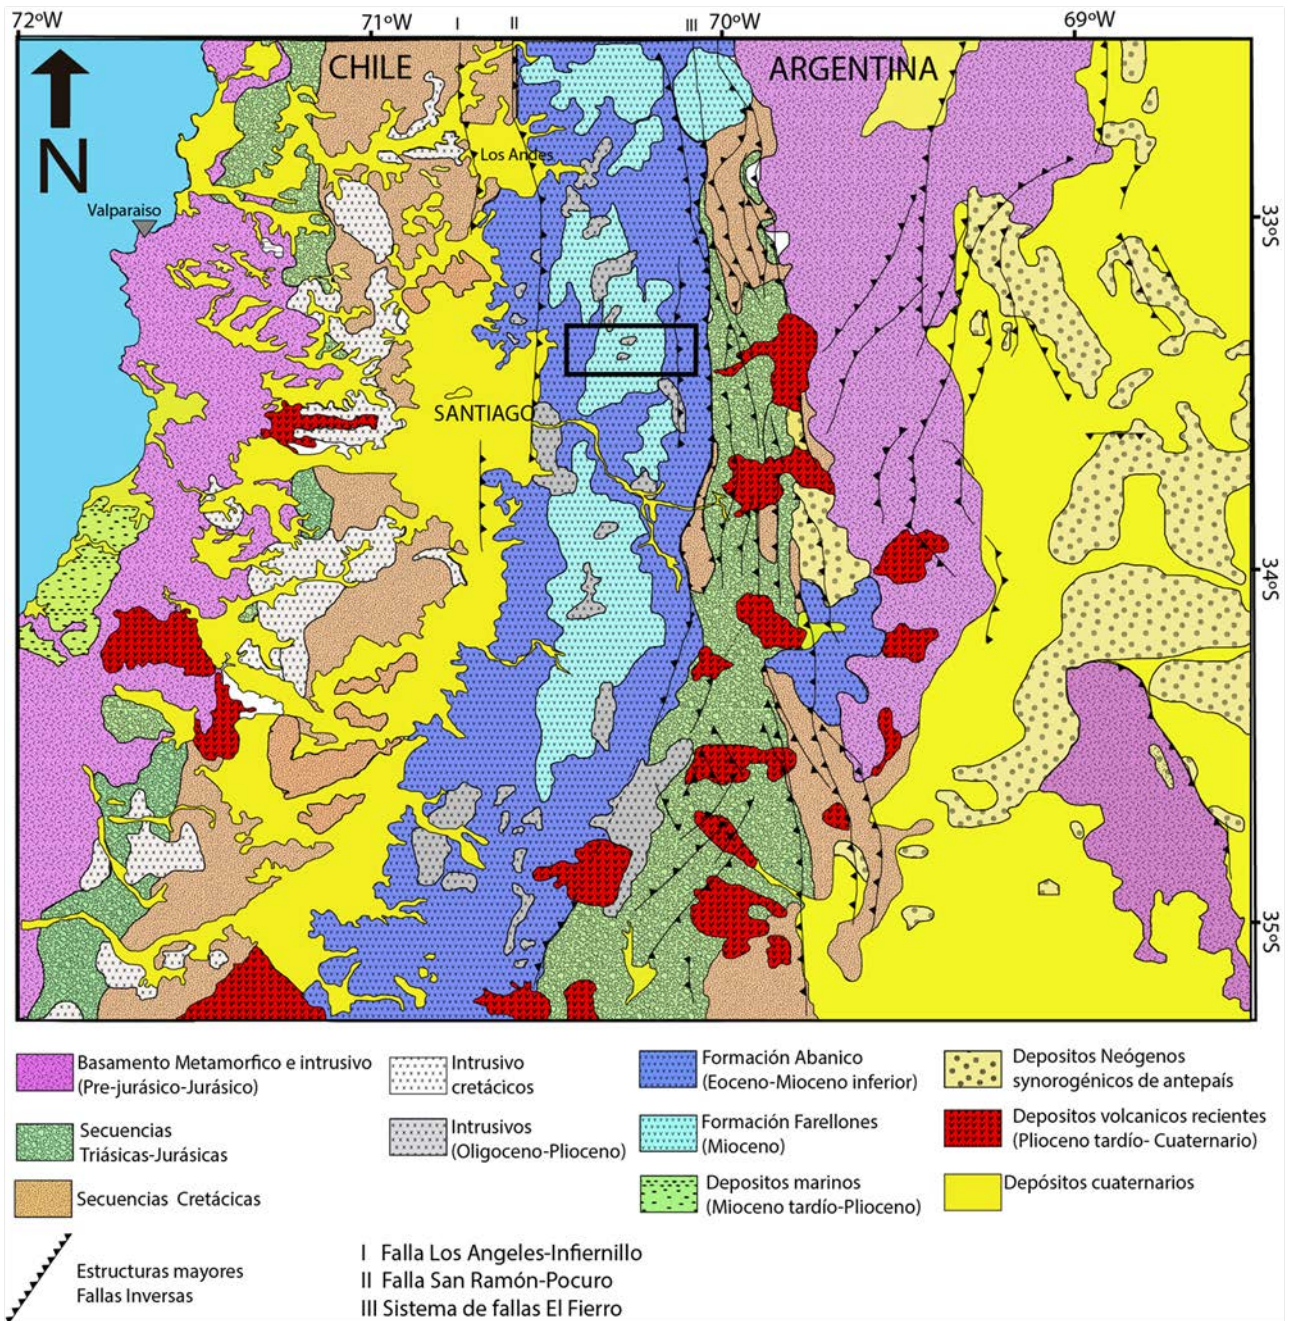 72ºW
71ºW
I
II
III
70ºW
69ºW
CHILE
ARGENTINA
N
Los Andes
Valparaiso
33ºS
SANTIAGO
34ºS
35ºS
Basamento Metamorfico e intrusivo
(Pre-jurásico-Jurásico)
Secuencias
Triásicas-Jurásicas
Secuencias Cretácicas
Estructuras mayores
Fallas Inversas
Intrusivo
cretácicos
Intrusivos
(Oligoceno-Plioceno)
Formación Abanico
(Eoceno-Mioceno inferior)
Formación Farellones
(Mioceno)
Depositos marinos
(Mioceno tardío-Plioceno)
Depositos Neógenos
synorogénicos de antepaís
Depositos volcanicos recientes
(Plioceno tardío- Cuaternario)
Depósitos cuaternarios
I Falla Los Angeles-Infiernillo
II Falla San Ramón-Pocuro
III Sistema de fallas El Fierro